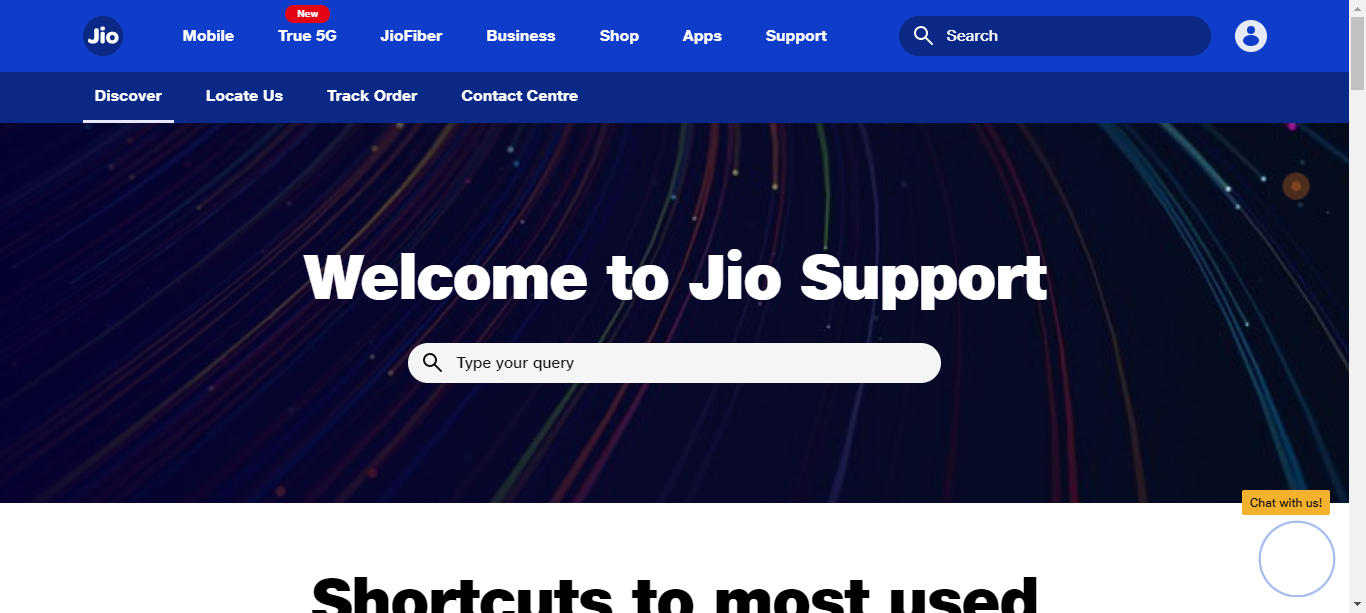 New
Jio Mobile True 5G JioFiber Business Shop Apps Support Search
Discover Locate Us Track Order Contact Centre
Welcome to Jio Support
Type your query
Chat with us!
Shortcuts to most used